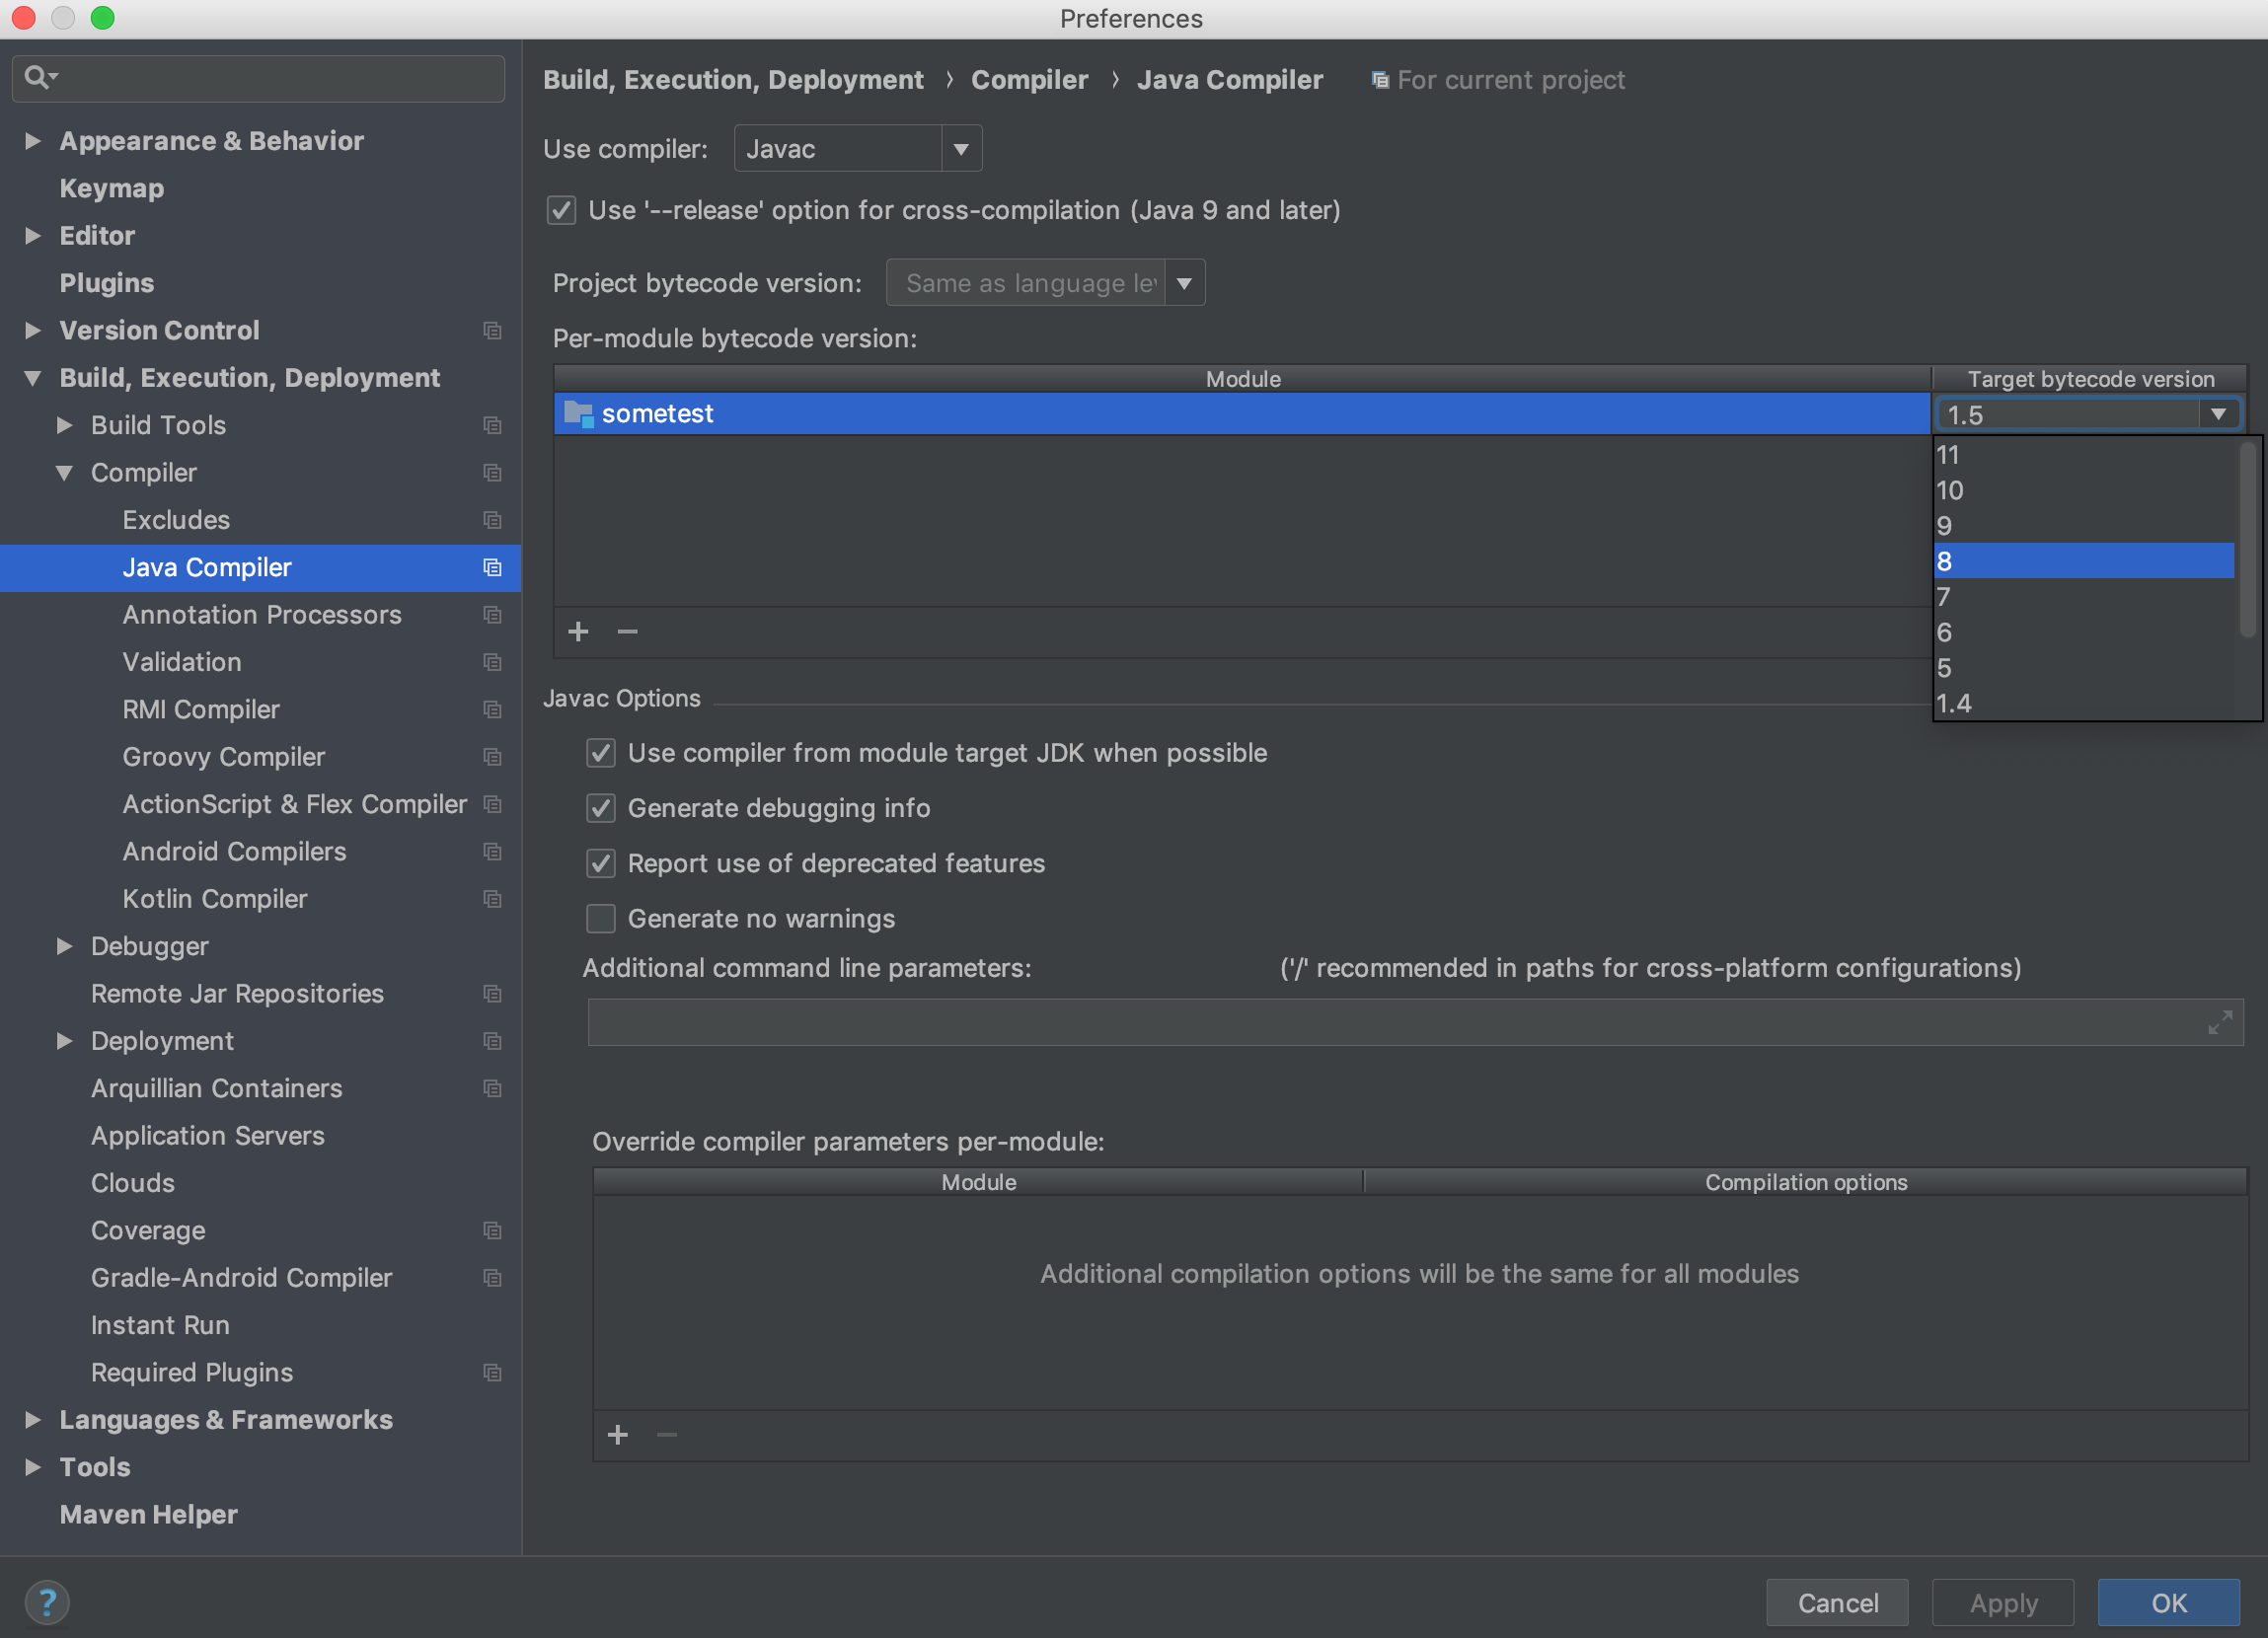 Preferences
Appearance & Behavior
Keymap
Editor
Plugins
Version Control
Build, Execution, Deployment
Build Tools
Compiler
Excludes
Java Compiler
Annotation Processors
Validation
RMI Compiler
Groovy Compiler
ActionScript & Flex Compiler
Android Compilers
Kotlin Compiler
Debugger
Remote Jar Repositories
Deployment
Arquillian Containers
Application Servers
Clouds
Coverage
Gradle-Android Compiler
Instant Run
Required Plugins
Languages & Frameworks
Tools
Maven Helper
Build, Execution, Deployment › Compiler › Java Compiler For current project
Use compiler: Javac
Use '--release' option for cross-compilation (Java 9 and later)
Project bytecode version: Same as language lev
Per-module bytecode version:
Module Target bytecode version
sometest 1.5
11
10
9
8
7
6
5
1.4
Javac Options
Use compiler from module target JDK when possible
Generate debugging info
Report use of deprecated features
Generate no warnings
Additional command line parameters: ('/' recommended in paths for cross-platform configurations)
Override compiler parameters per-module:
Module Compilation options
Additional compilation options will be the same for all modules
? Cancel Apply OK